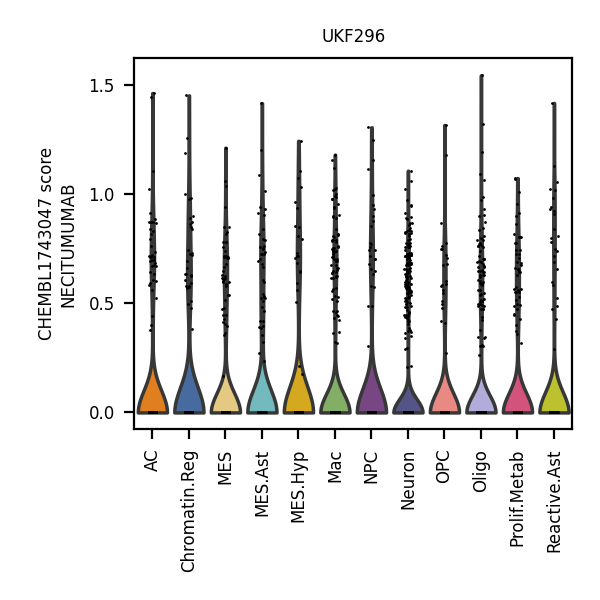 UKF296
CHEMBL1743047 score
NECITUMUMAB
1.5
1.0
0.5
0.0
AC
Chromatin.Reg
MES
MES.Ast
MES.Hyp
Mac
NPC
Neuron
OPC
Oligo
Prolif.Metab
Reactive.Ast